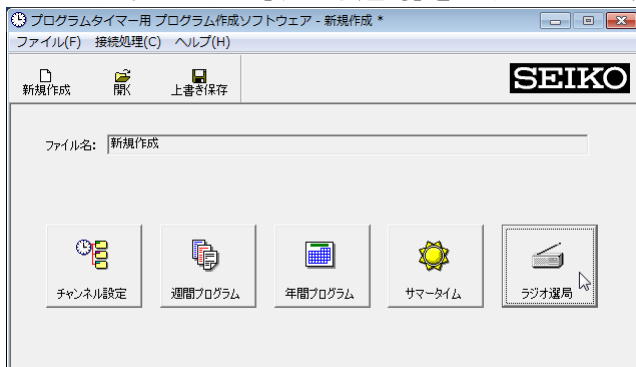 プログラムタイマー用 プログラム作成ソフトウェア - 新規作成 *
ファイル(F) 接続処理(C) ヘルプ(H)
新規作成 開く 上書き保存
SEIKO
ファイル名: 新規作成
チャンネル設定 週間プログラム 年間プログラム サマータイム ラジオ選局